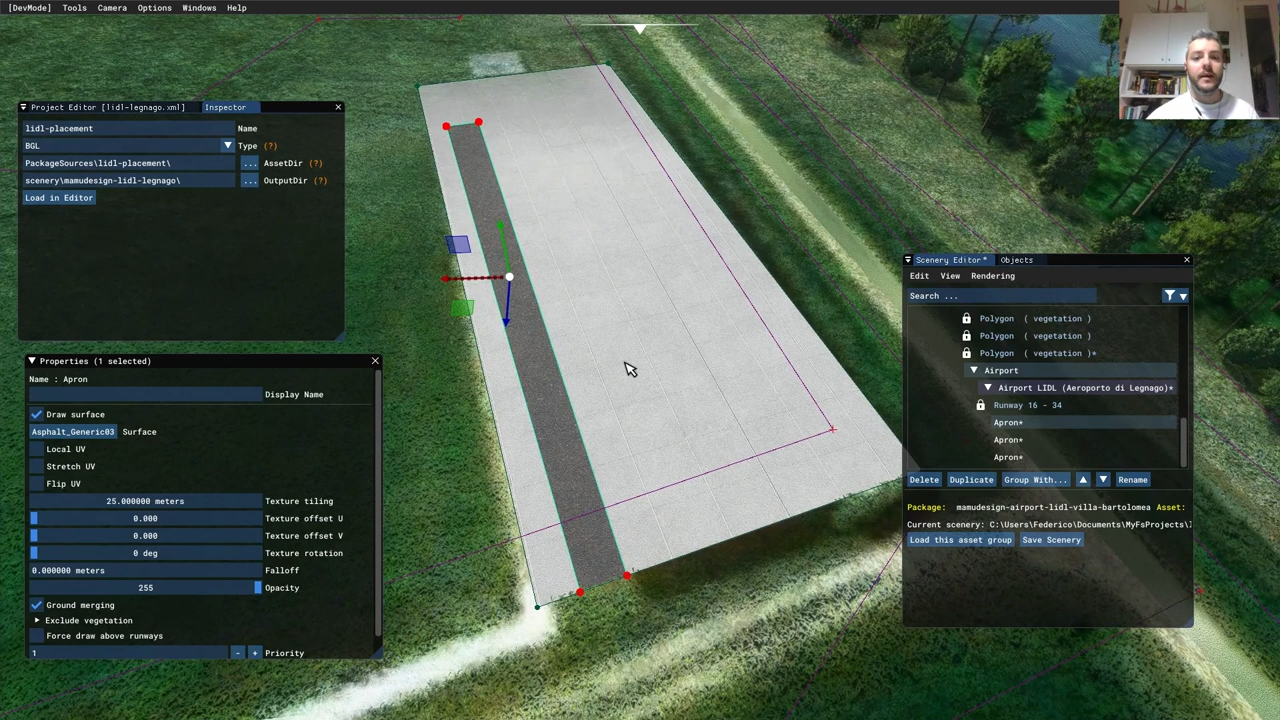 [DevMode] Tools Camera Options Windows Help
Project Editor [lidl-legnago.xml] Inspector
lidl-placement Name
BGL Type (?)
PackageSources\lidl-placement\ ... AssetDir (?)
scenery\mamudesign-lidl-legnago\ ... OutputDir (?)
Load in Editor
Properties (1 selected)
Name : Apron
Display Name
Draw surface
Asphalt_Generic03 Surface
Local UV
Stretch UV
Flip UV
25.000000 meters Texture tiling
0.000 Texture offset U
0.000 Texture offset V
0 deg Texture rotation
0.000000 meters Falloff
255 Opacity
Ground merging
Exclude vegetation
Force draw above runways
1 - + Priority
Scenery Editor* Objects
Edit View Rendering
Search ...
Polygon ( vegetation )
Polygon ( vegetation )
Polygon ( vegetation )*
Airport
Airport LIDL (Aeroporto di Legnago)*
Runway 16 - 34
Apron*
Apron*
Apron*
Delete Duplicate Group With... Rename
Package: mamudesign-airport-lidl-villa-bartolomea Asset:
Current scenery: C:\Users\Federico\Documents\MyFsProjects\
Load this asset group Save Scenery